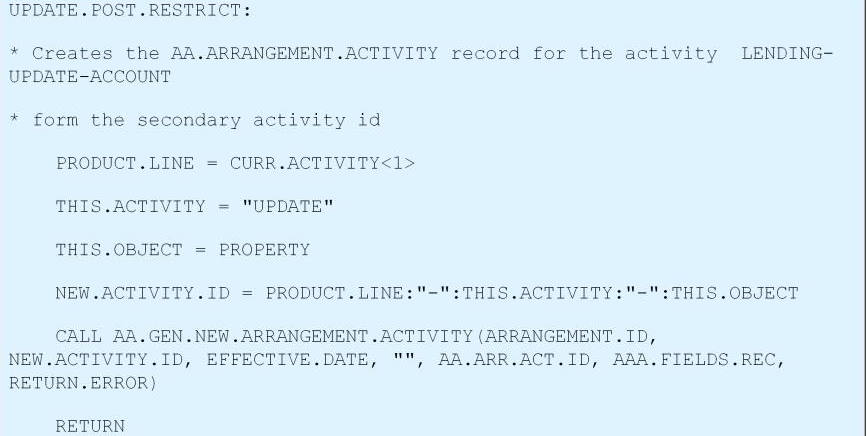 UPDATE.POST.RESTRICT:
* Creates the AA.ARRANGEMENT.ACTIVITY record for the activity  LENDING-
UPDATE-ACCOUNT
* form the secondary activity id
PRODUCT.LINE = CURR.ACTIVITY<1>
THIS.ACTIVITY = "UPDATE"
THIS.OBJECT = PROPERTY
NEW.ACTIVITY.ID = PRODUCT.LINE:"-":THIS.ACTIVITY:"-":THIS.OBJECT
CALL AA.GEN.NEW.ARRANGEMENT.ACTIVITY(ARRANGEMENT.ID,
NEW.ACTIVITY.ID, EFFECTIVE.DATE, "", AA.ARR.ACT.ID, AAA.FIELDS.REC,
RETURN.ERROR)
RETURN